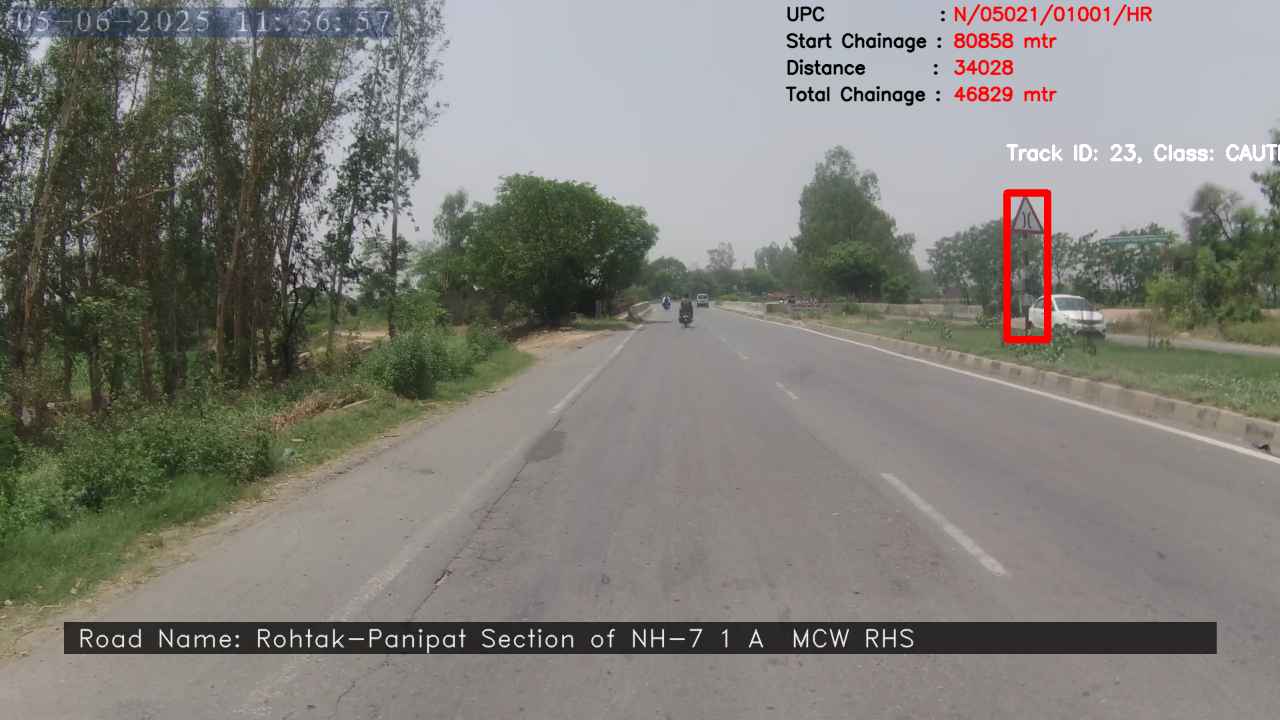 05-06-2025 11:36:57
UPC : N/05021/01001/HR
Start Chainage : 80858 mtr
Distance : 34028
Total Chainage : 46829 mtr
Track ID: 23, Class: CAUTI
Road Name: Rohtak-Panipat Section of NH-7 1 A MCW RHS